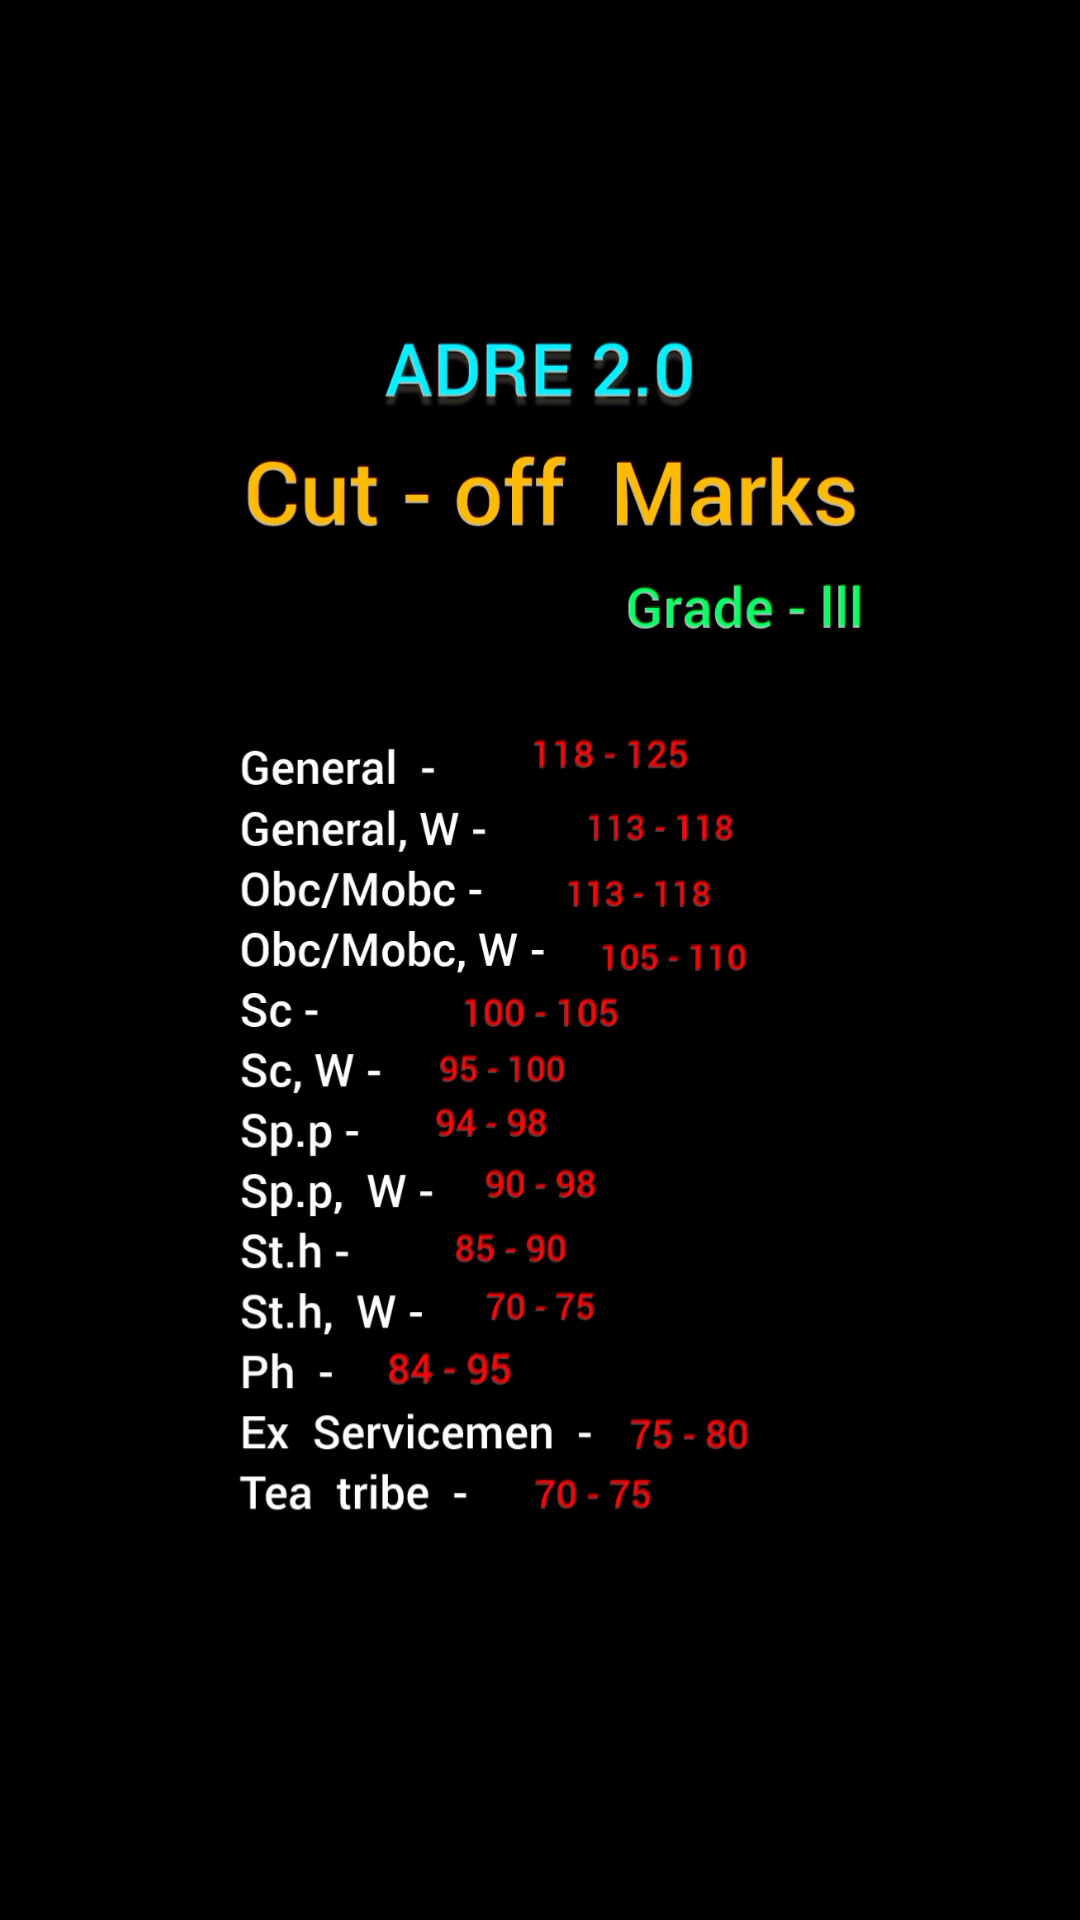 ADRE 2.0
Cut - off Marks
Grade - lll
General - 118 - 125
General, W - 113 - 118
Obc/Mobc - 113 - 118
Obc/Mobc, W - 105 - 110
Sc - 100 - 105
Sc, W - 95 - 100
Sp.p - 94 - 98
Sp.p, W - 90 - 98
St.h - 85 - 90
St.h, W - 70 - 75
Ph - 84 - 95
Ex Servicemen - 75 - 80
Tea tribe - 70 - 75